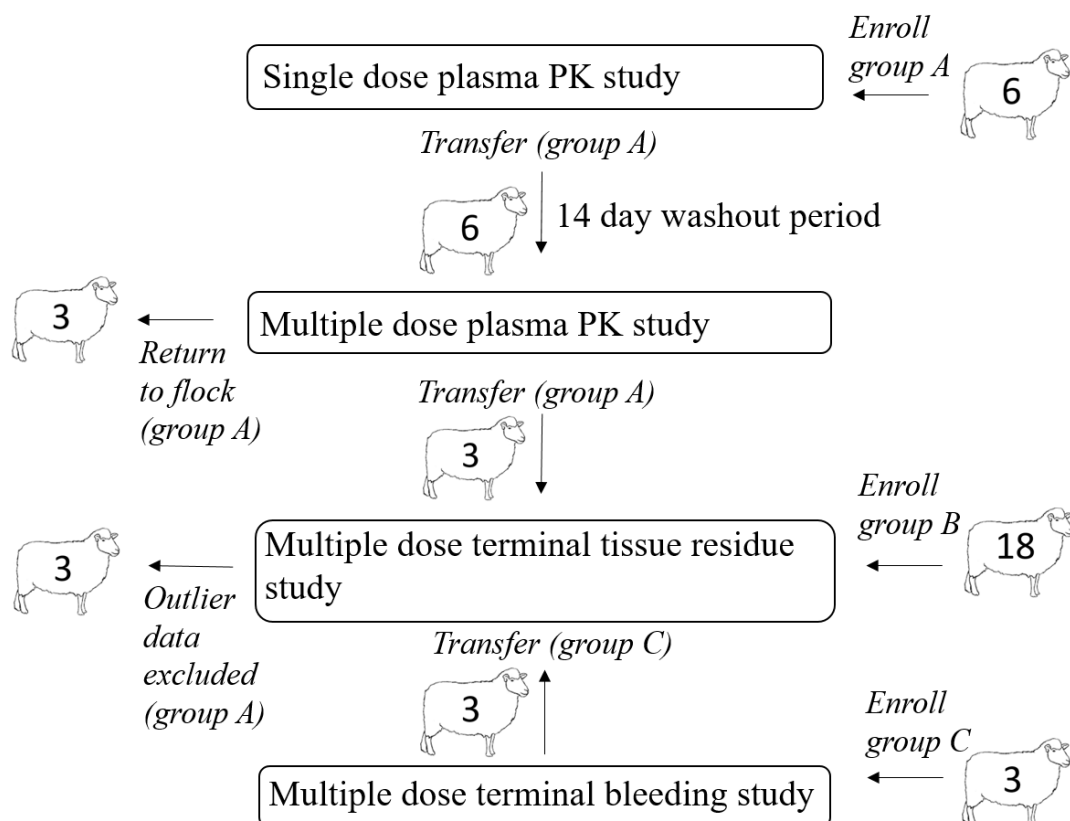 Enroll
group A
Single dose plasma PK study
6
Transfer (group A)
6
14 day washout period
3
Multiple dose plasma PK study
Return
to flock
(group A)
Transfer (group A)
3
Enroll
group B
3
Multiple dose terminal tissue residue
study
18
Outlier
data
excluded
(group A)
Transfer (group C)
3
Enroll
group C
Multiple dose terminal bleeding study
3